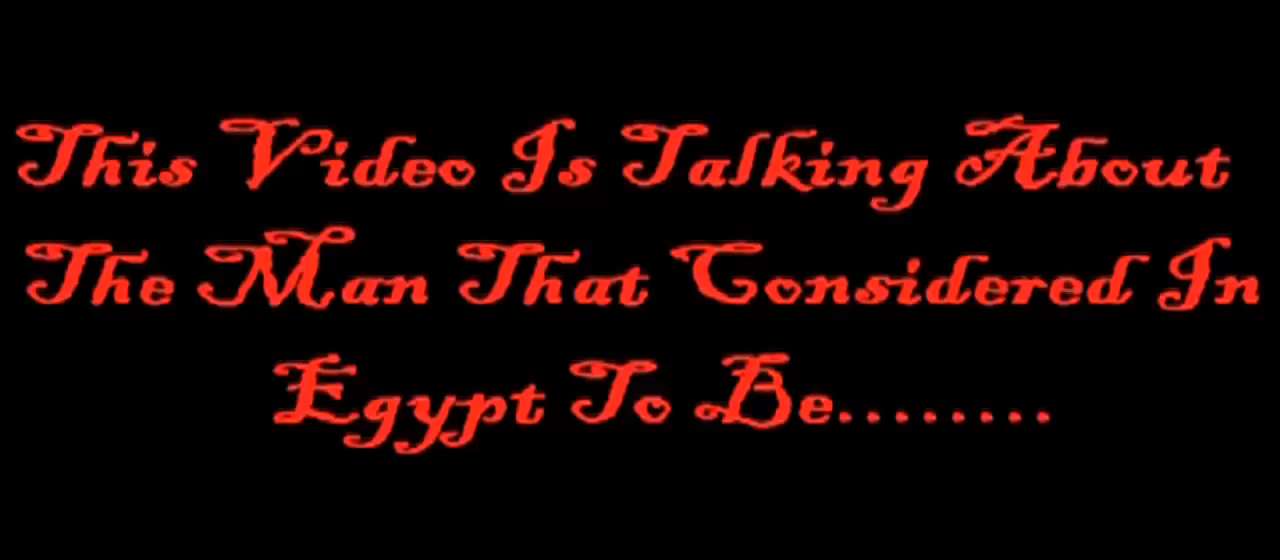 This Video Is Talking About
The Man That Considered In
Egypt To Be........